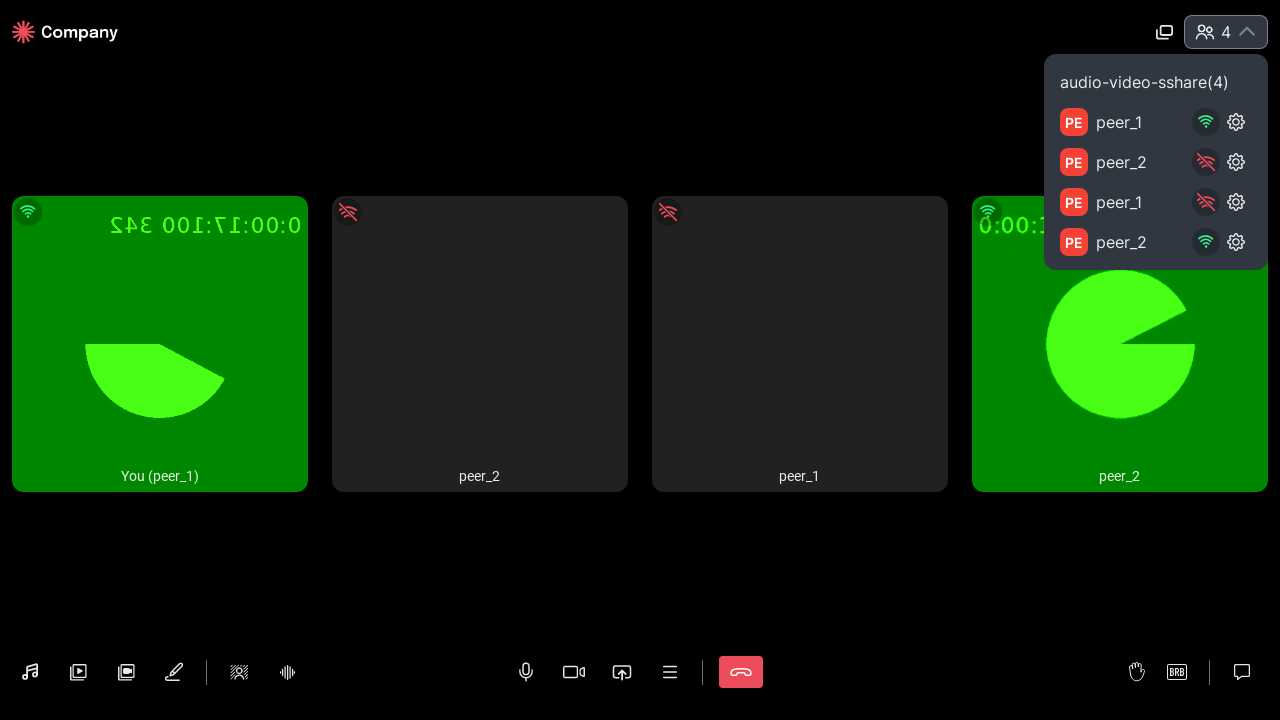 Company
4
audio-video-sshare(4)
PE peer_1
PE peer_2
PE peer_1
PE peer_2
0:00:17:100 342
0:00:1
You (peer_1)
peer_2
peer_1
peer_2
BRB